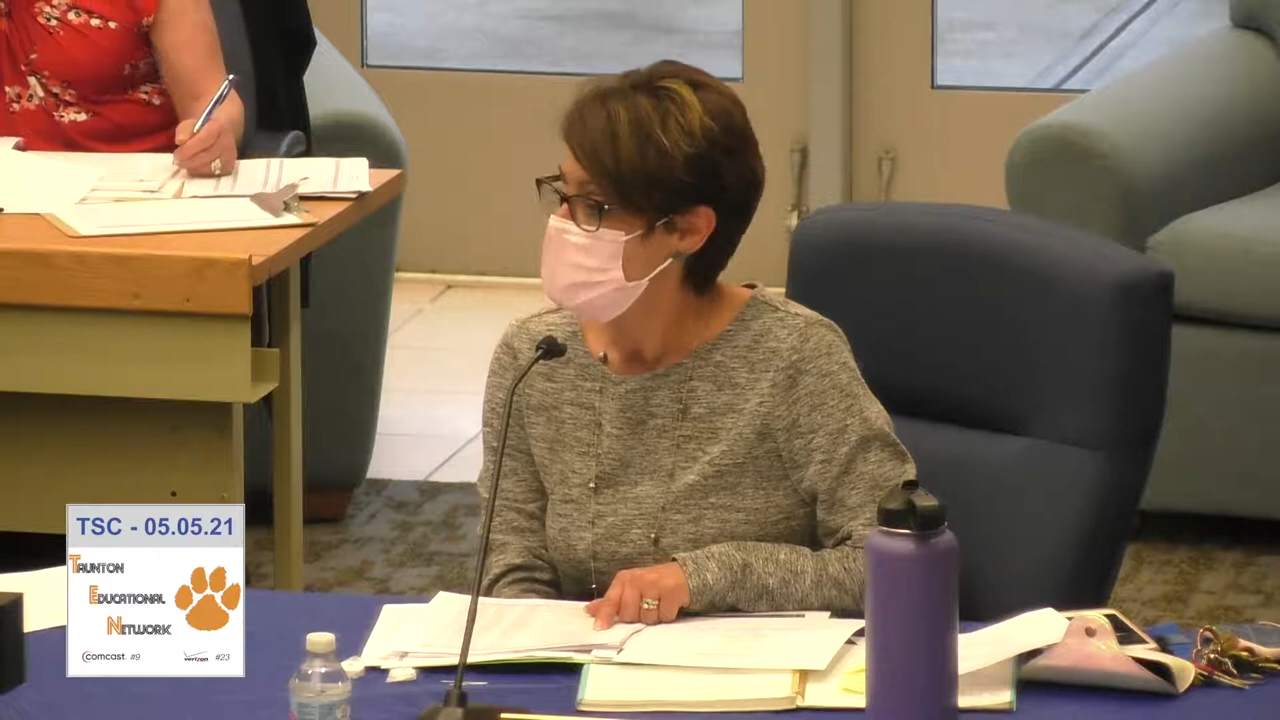 TSC - 05.05.21
TAUNTON
EDUCATIONAL
NETWORK
comcast. #9 verizon #23